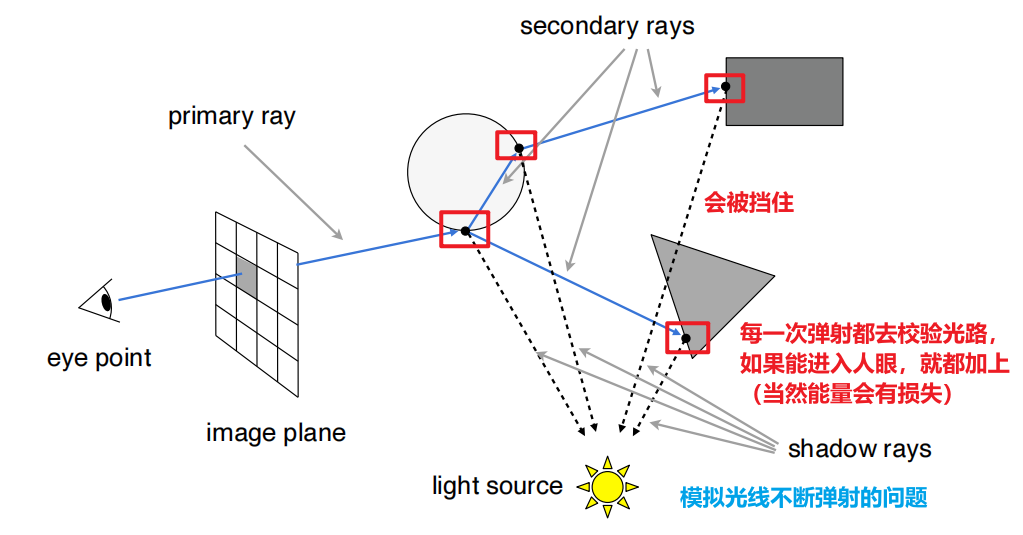 secondary rays
primary ray
会被挡住
每一次弹射都去校验光路，
如果能进入人眼，就都加上
（当然能量会有损失）
eye point
image plane
shadow rays
light source
模拟光线不断弹射的问题